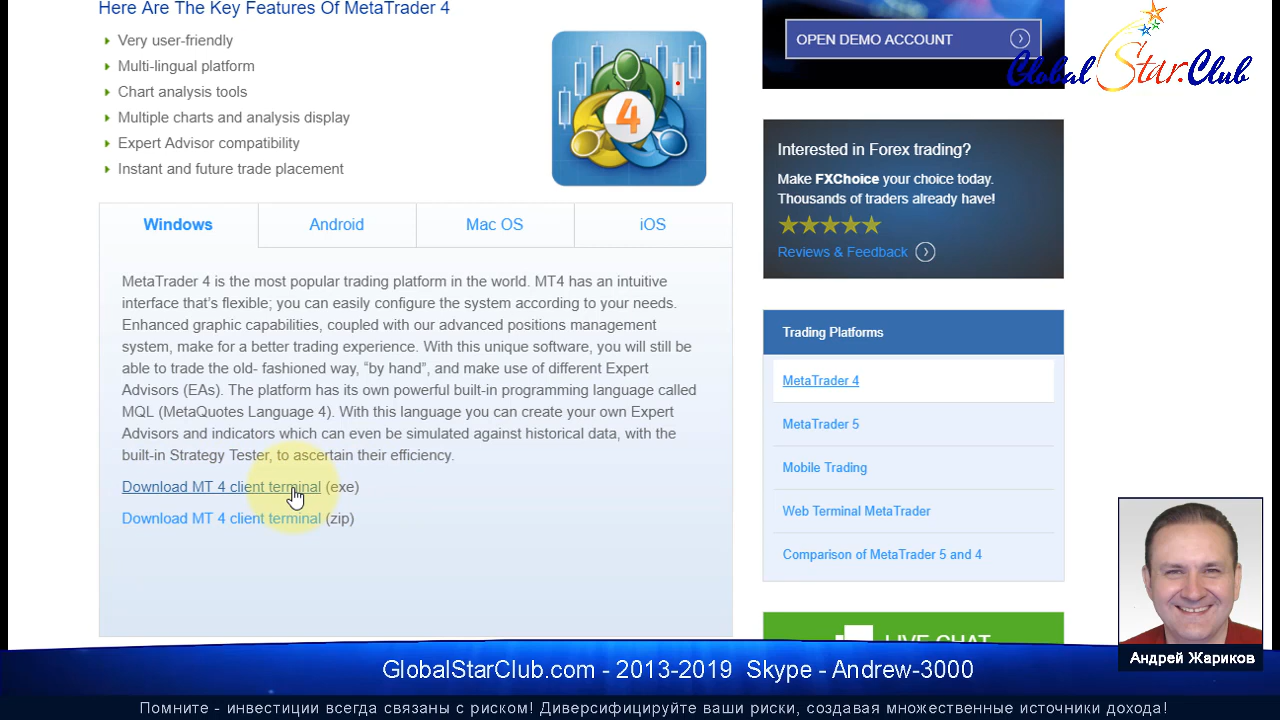 Here Are The Key Features Of MetaTrader 4
Very user-friendly
Multi-lingual platform
Chart analysis tools
Multiple charts and analysis display
Expert Advisor compatibility
Instant and future trade placement
4
Windows
Android
Mac OS
iOS
MetaTrader 4 is the most popular trading platform in the world. MT4 has an intuitive
interface that's flexible; you can easily configure the system according to your needs.
Enhanced graphic capabilities, coupled with our advanced positions management
system, make for a better trading experience. With this unique software, you will still be
able to trade the old- fashioned way, “by hand”, and make use of different Expert
Advisors (EAs). The platform has its own powerful built-in programming language called
MQL (MetaQuotes Language 4). With this language you can create your own Expert
Advisors and indicators which can even be simulated against historical data, with the
built-in Strategy Tester, to ascertain their efficiency.
Download MT 4 client terminal (exe)
Download MT 4 client terminal (zip)
OPEN DEMO ACCOUNT
Global Star.Club
Interested in Forex trading?
Make FXChoice your choice today.
Thousands of traders already have!
Reviews & Feedback
Trading Platforms
MetaTrader 4
MetaTrader 5
Mobile Trading
Web Terminal MetaTrader
Comparison of MetaTrader 5 and 4
LIVE CHAT
Андрей Жариков
GlobalStarClub.com - 2013-2019 Skype - Andrew-3000
Помните - инвестиции всегда связаны с риском! Диверсифицируйте ваши риски, создавая множественные источники дохода!